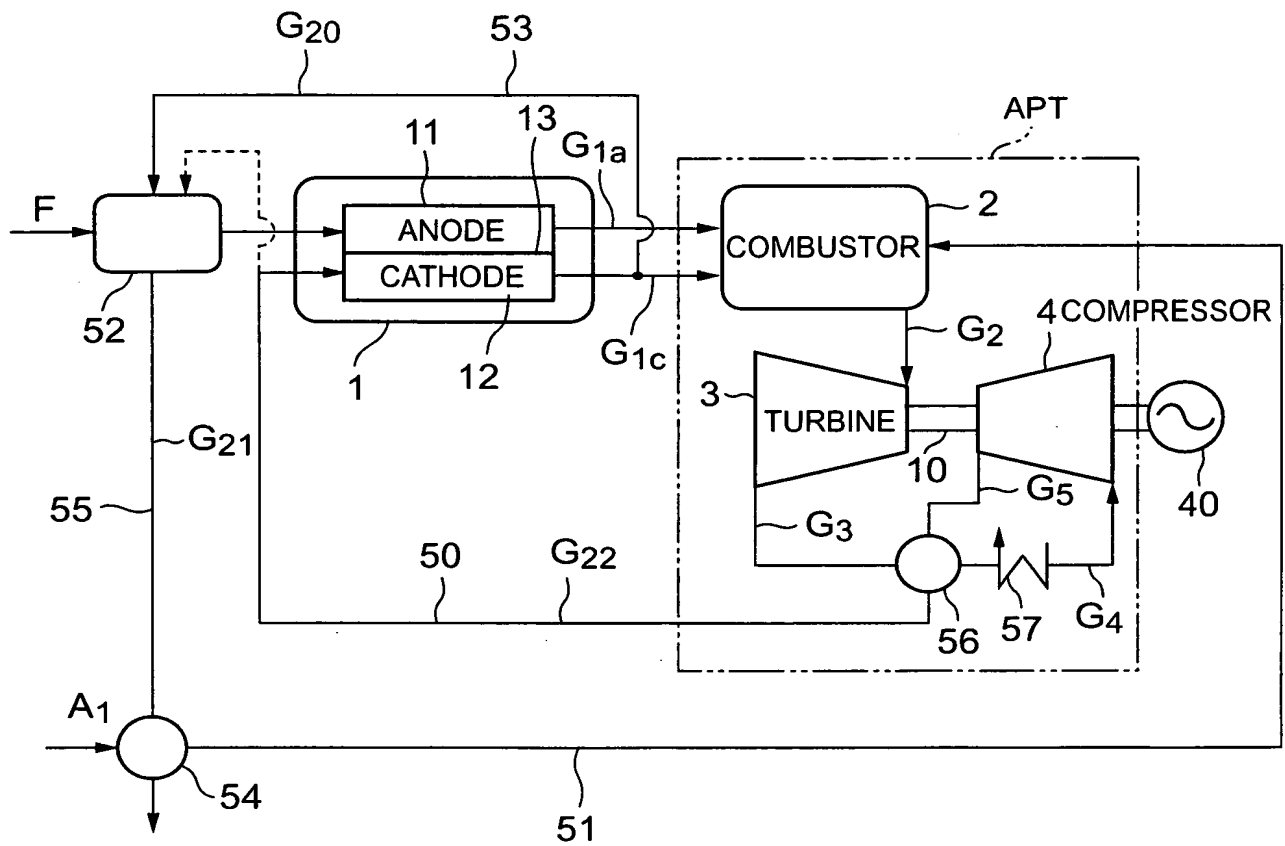 G20
53
APT
11
13
G1a
2
F
ANODE
COMBUSTOR
CATHODE
52
4 COMPRESSOR
G2
G1c
1
12
3
TURBINE
10
G21
G5
40
55
G3
50
G22
56
57
G4
A1
54
51